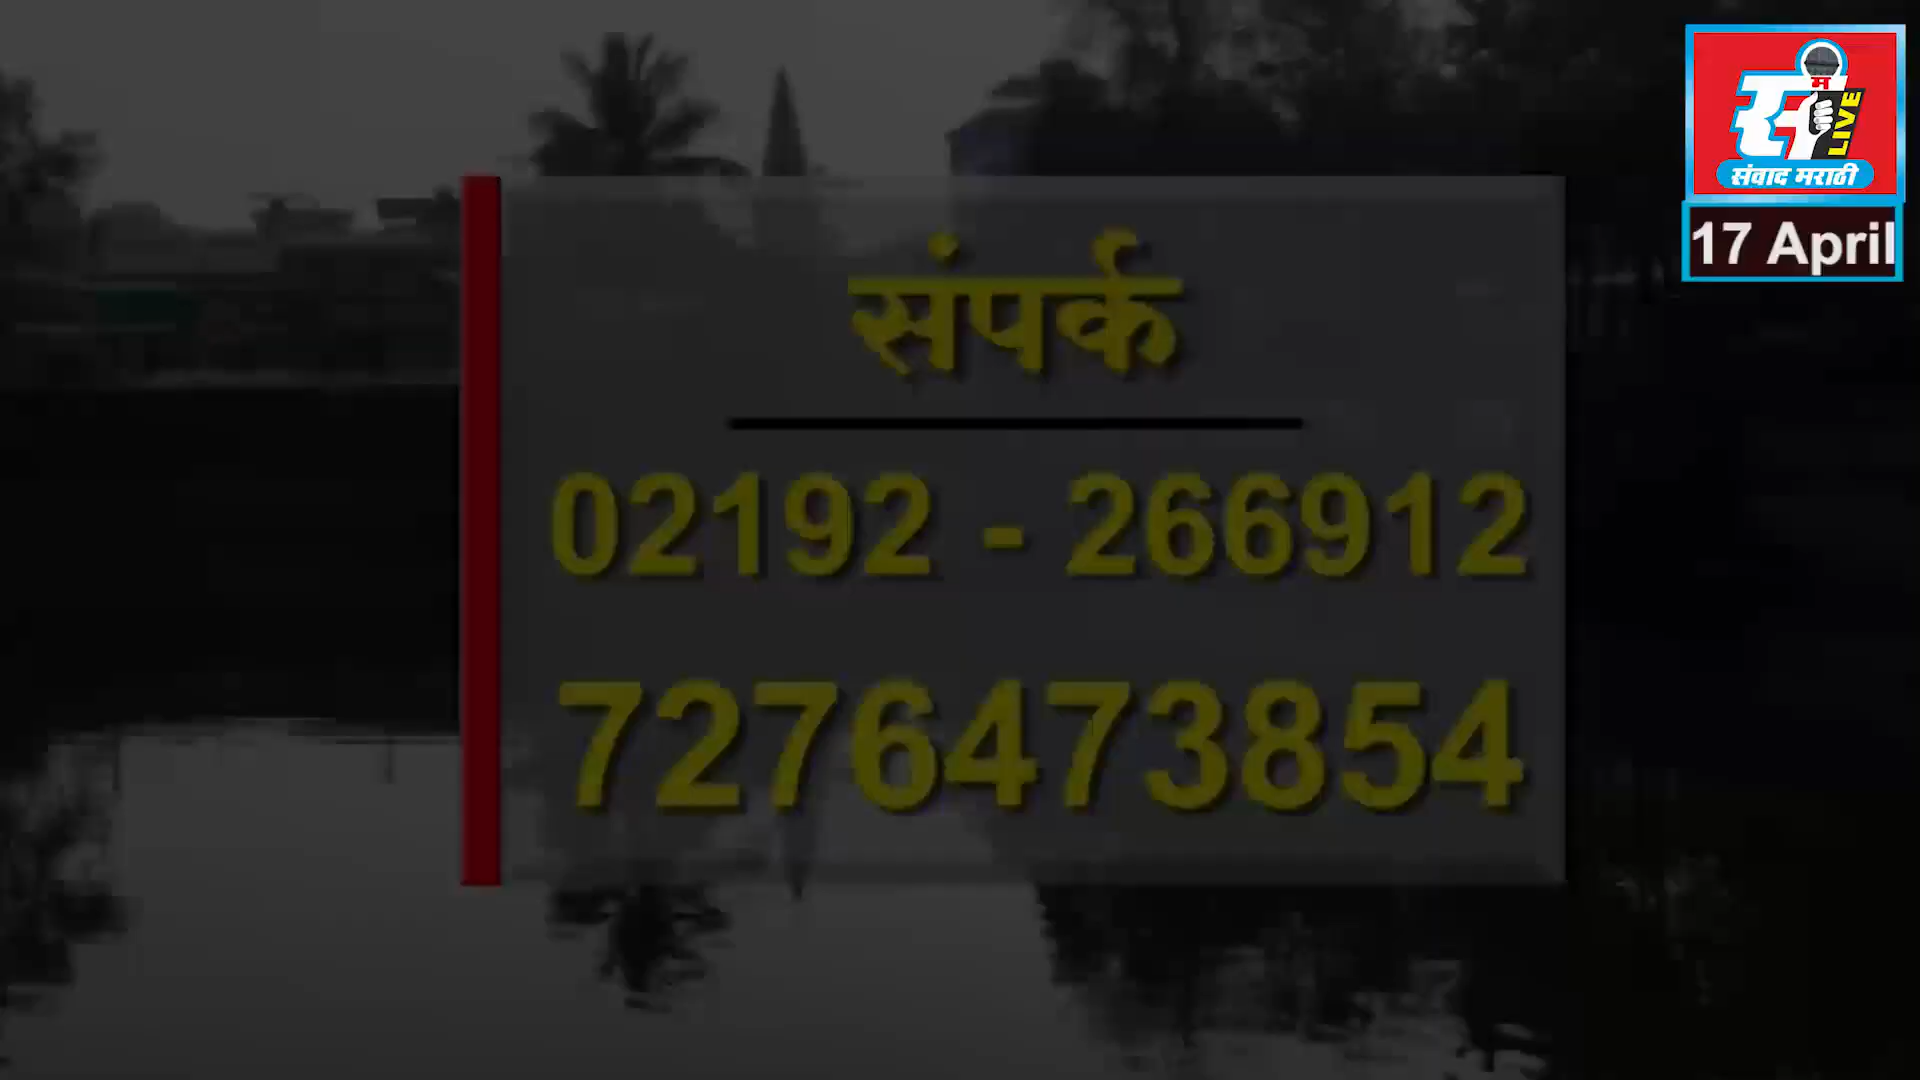 संपर्क
02192 - 266912
7276473854
स
म
LIVE
संवाद मराठी
17 April